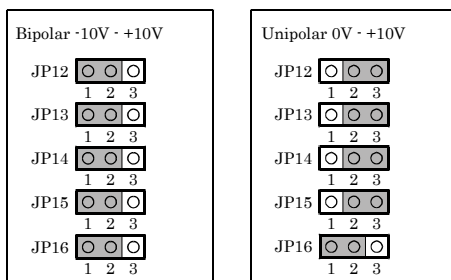 Bipolar -10V - +10V
JP12
1 2 3
JP13
1 2 3
JP14
1 2 3
JP15
1 2 3
JP16
1 2 3
Unipolar 0V - +10V
JP12
1 2 3
JP13
1 2 3
JP14
1 2 3
JP15
1 2 3
JP16
1 2 3